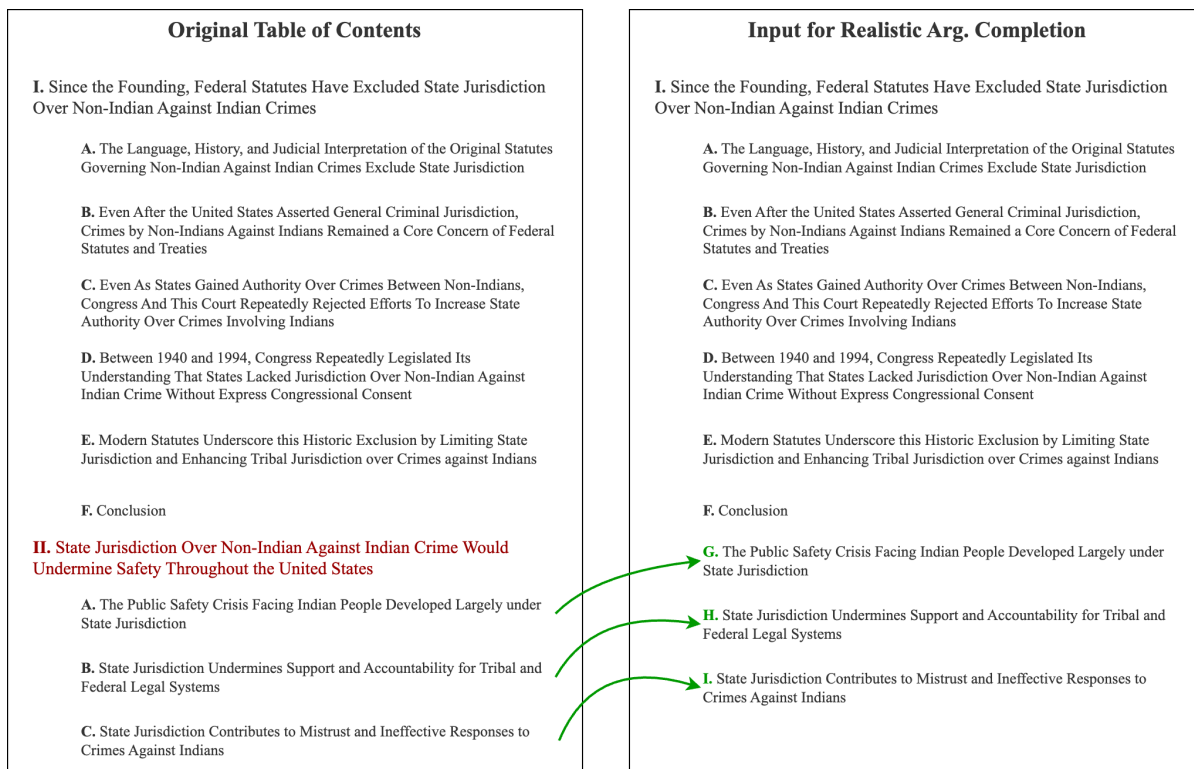 Original Table of Contents
I. Since the Founding, Federal Statutes Have Excluded State Jurisdiction
Over Non-Indian Against Indian Crimes
A. The Language, History, and Judicial Interpretation of the Original Statutes
Governing Non-Indian Against Indian Crimes Exclude State Jurisdiction
B. Even After the United States Asserted General Criminal Jurisdiction,
Crimes by Non-Indians Against Indians Remained a Core Concern of Federal
Statutes and Treaties
C. Even As States Gained Authority Over Crimes Between Non-Indians,
Congress And This Court Repeatedly Rejected Efforts To Increase State
Authority Over Crimes Involving Indians
D. Between 1940 and 1994, Congress Repeatedly Legislated Its
Understanding That States Lacked Jurisdiction Over Non-Indian Against
Indian Crime Without Express Congressional Consent
E. Modern Statutes Underscore this Historic Exclusion by Limiting State
Jurisdiction and Enhancing Tribal Jurisdiction over Crimes against Indians
F. Conclusion
II. State Jurisdiction Over Non-Indian Against Indian Crime Would
Undermine Safety Throughout the United States
A. The Public Safety Crisis Facing Indian People Developed Largely under
State Jurisdiction
B. State Jurisdiction Undermines Support and Accountability for Tribal and
Federal Legal Systems
C. State Jurisdiction Contributes to Mistrust and Ineffective Responses to
Crimes Against Indians
Input for Realistic Arg. Completion
I. Since the Founding, Federal Statutes Have Excluded State Jurisdiction
Over Non-Indian Against Indian Crimes
A. The Language, History, and Judicial Interpretation of the Original Statutes
Governing Non-Indian Against Indian Crimes Exclude State Jurisdiction
B. Even After the United States Asserted General Criminal Jurisdiction,
Crimes by Non-Indians Against Indians Remained a Core Concern of Federal
Statutes and Treaties
C. Even As States Gained Authority Over Crimes Between Non-Indians,
Congress And This Court Repeatedly Rejected Efforts To Increase State
Authority Over Crimes Involving Indians
D. Between 1940 and 1994, Congress Repeatedly Legislated Its
Understanding That States Lacked Jurisdiction Over Non-Indian Against
Indian Crime Without Express Congressional Consent
E. Modern Statutes Underscore this Historic Exclusion by Limiting State
Jurisdiction and Enhancing Tribal Jurisdiction over Crimes against Indians
F. Conclusion
G. The Public Safety Crisis Facing Indian People Developed Largely under
State Jurisdiction
H. State Jurisdiction Undermines Support and Accountability for Tribal and
Federal Legal Systems
I. State Jurisdiction Contributes to Mistrust and Ineffective Responses to
Crimes Against Indians